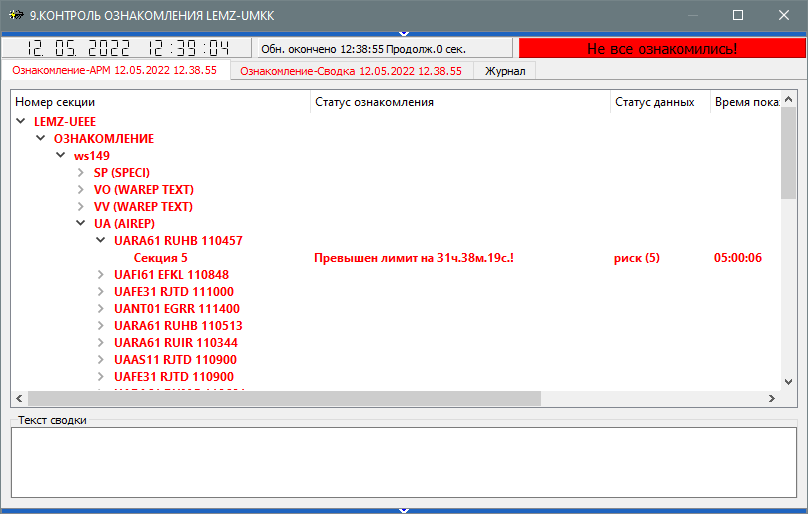 9.КОНТРОЛЬ ОЗНАКОМЛЕНИЯ LEMZ-UMKK
12. 05. 2022 12:39:04
Обн. окончено 12:38:55 Продолж.0 сек.
Не все ознакомились!
Ознакомление-АРМ 12.05.2022 12.38.55
Ознакомление-Сводка 12.05.2022 12.38.55
Журнал
Номер секции Статус ознакомления Статус данных Время пока
LEMZ-UEEE
ОЗНАКОМЛЕНИЕ
ws149
SP (SPECI)
VO (WAREP TEXT)
VV (WAREP TEXT)
UA (AIREP)
UARA61 RUHB 110457
Секция 5 Превышен лимит на 31ч.38м.19с.! риск (5) 05:00:06
UAFI61 EFKL 110848
UAFE31 RJTD 111000
UANT01 EGRR 111400
UARA61 RUHB 110513
UARA61 RUIR 110344
UAAS11 RJTD 110900
UAFE31 RJTD 110900
Текст сводки